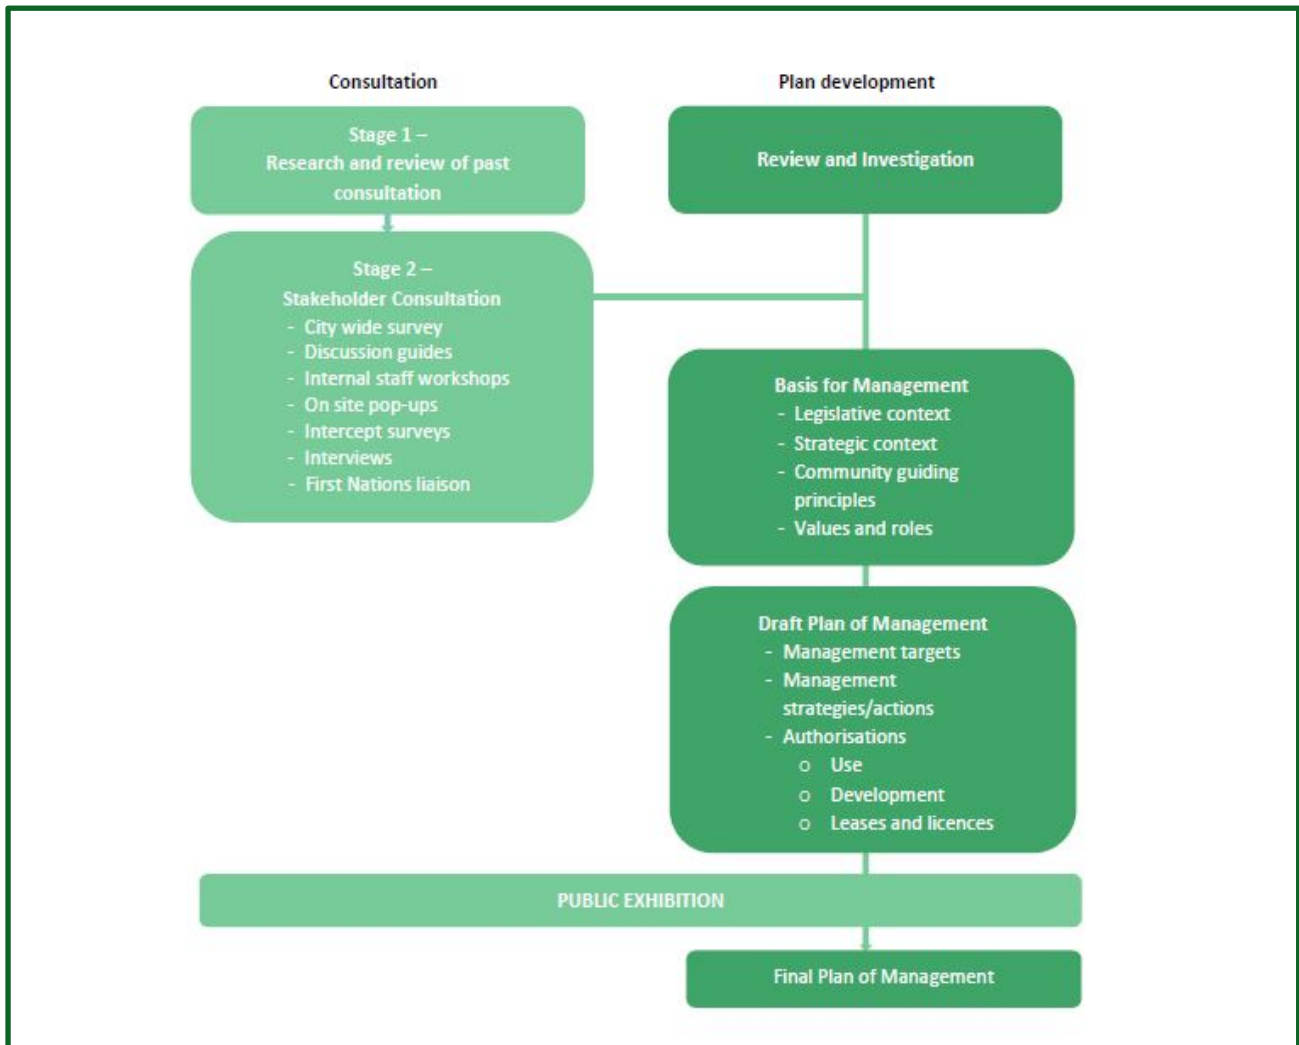 Consultation
Plan development
Stage 1 –
Research and review of past
consultation
Review and Investigation
Stage 2 –
Stakeholder Consultation
- City wide survey
- Discussion guides
- Internal staff workshops
- On site pop-ups
- Intercept surveys
- Interviews
- First Nations liaison
Basis for Management
- Legislative context
- Strategic context
- Community guiding
principles
- Values and roles
Draft Plan of Management
- Management targets
- Management
strategies/actions
- Authorisations
o Use
o Development
o Leases and licences
PUBLIC EXHIBITION
Final Plan of Management